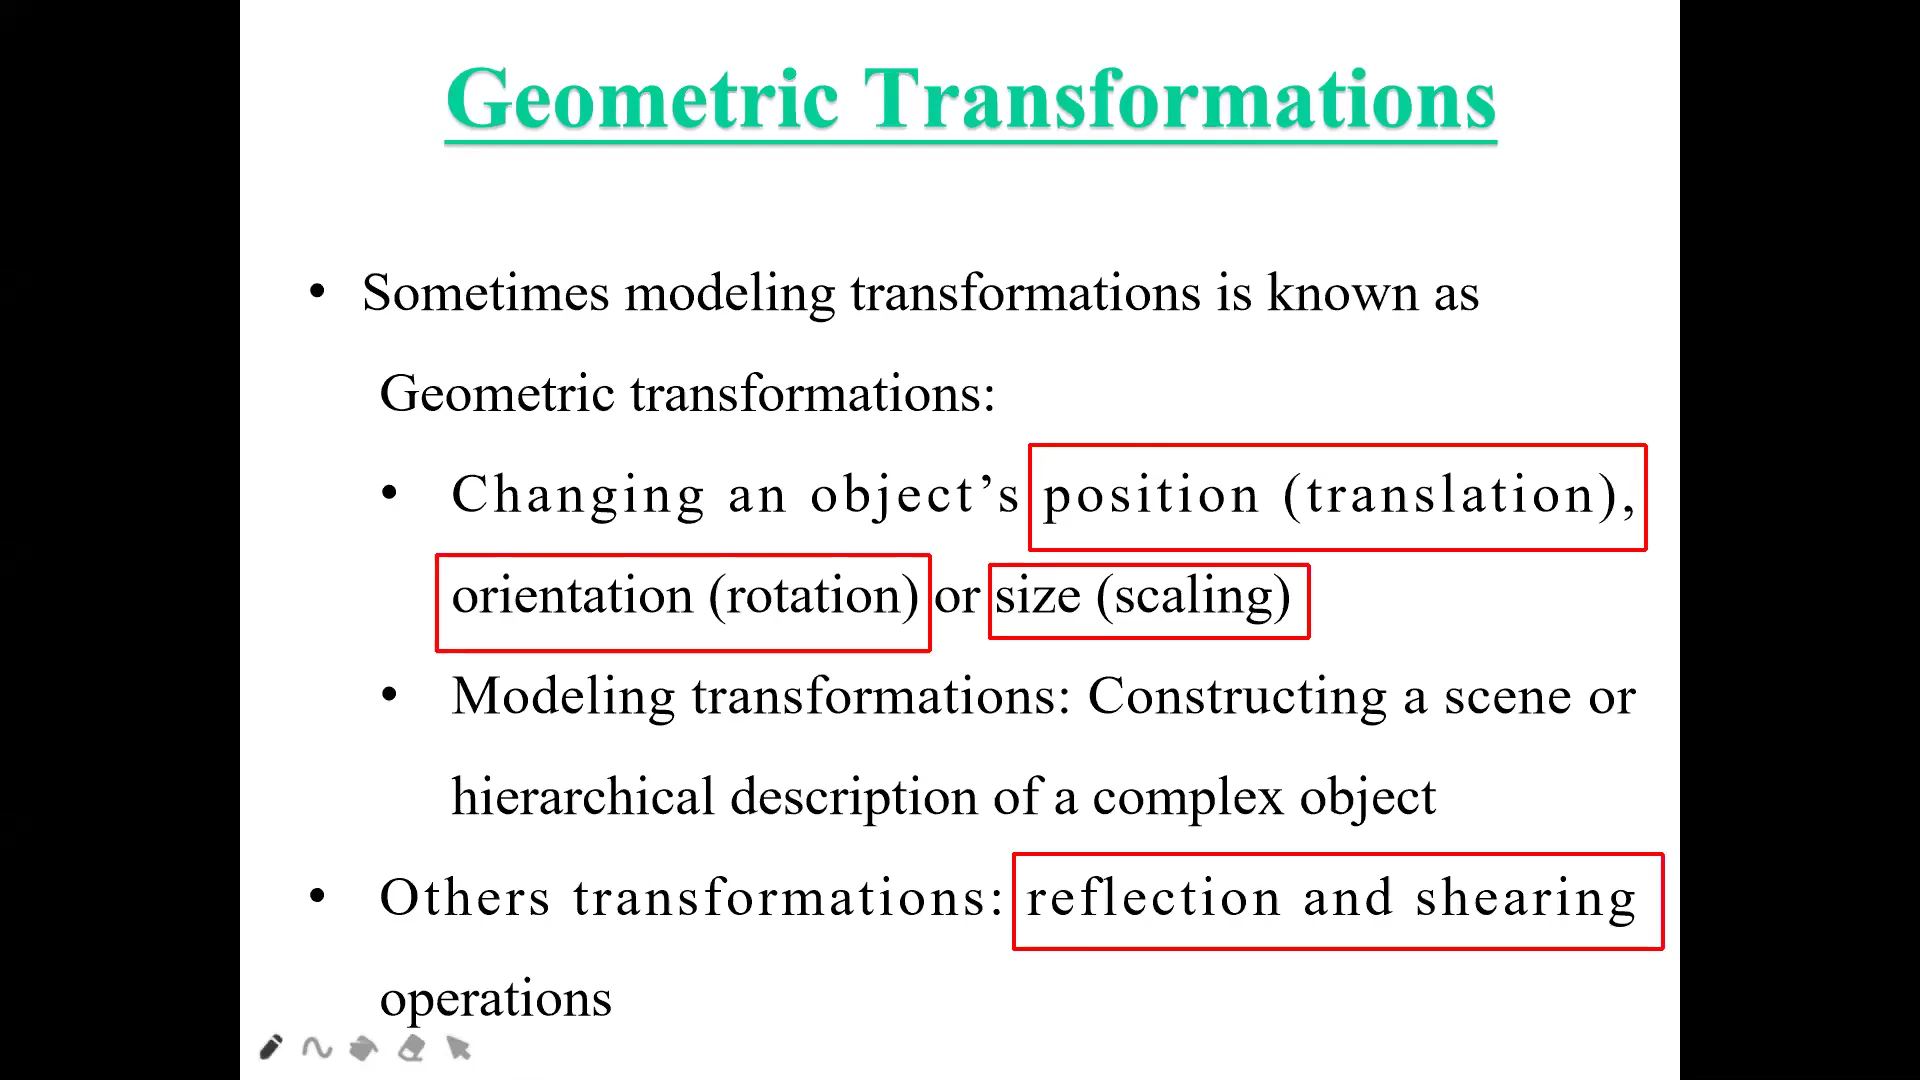 Geometric Transformations
• Sometimes modeling transformations is known as
Geometric transformations:
• Changing an object’s position (translation),
orientation (rotation) or size (scaling)
• Modeling transformations: Constructing a scene or
hierarchical description of a complex object
• Others transformations: reflection and shearing
operations